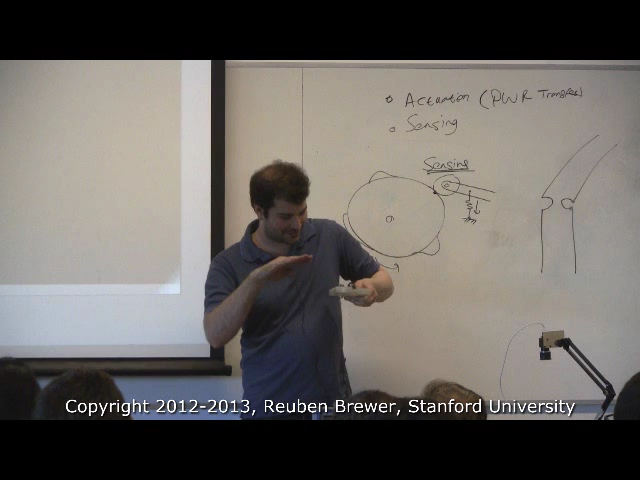 Actuation (PWR Transfer)
Sensing
Sensing
Copyright 2012-2013, Reuben Brewer, Stanford University